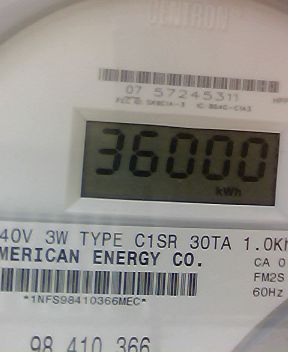 CENTRON
07 57245311
36000
kWh
40V 3W TYPE C1SR 30TA 1.0Kh
MERICAN ENERGY CO.
CA 0
FM2S
*1NFS98410366MEC*
60Hz
98 410 366